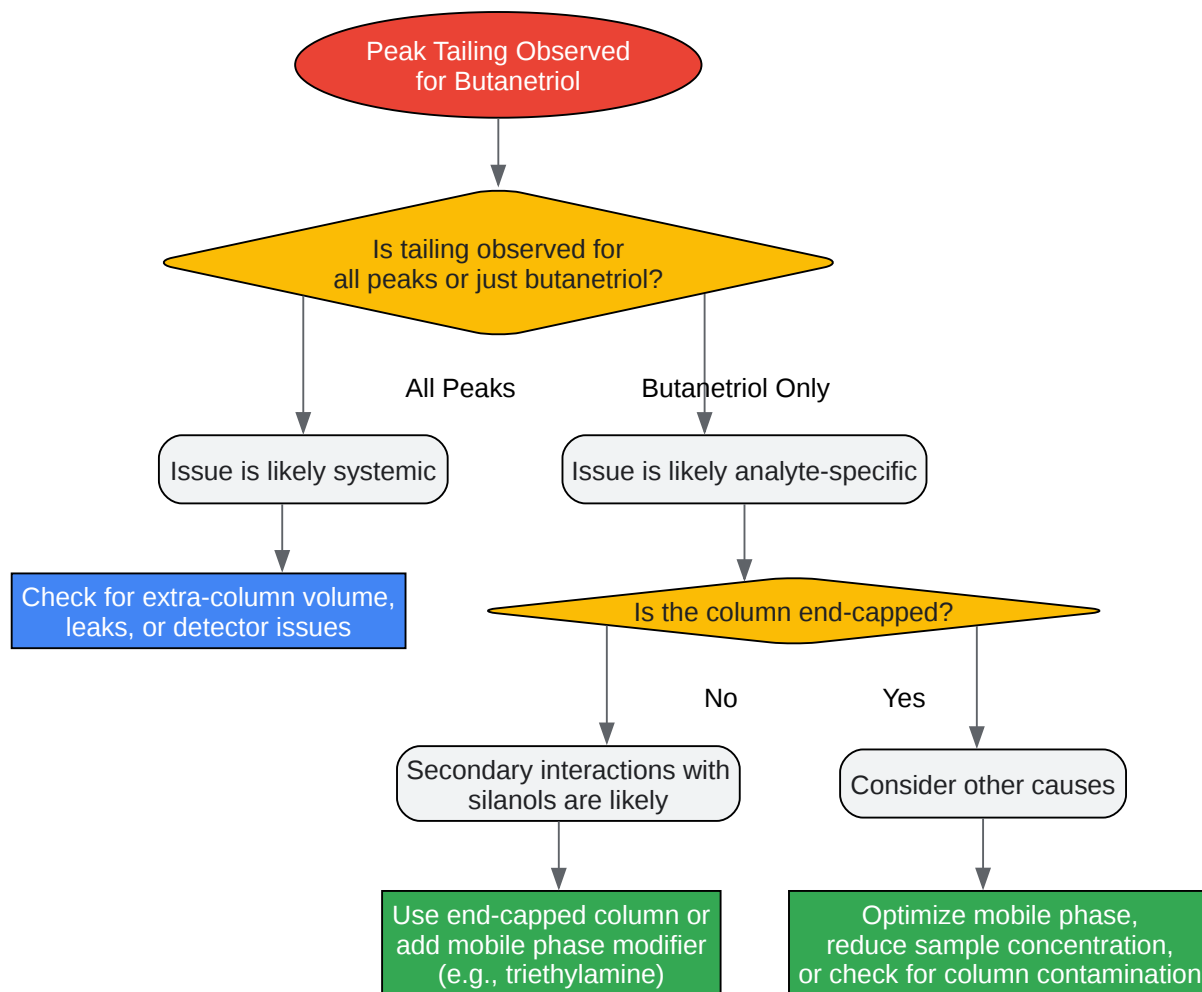 Peak Tailing Observed
for Butanetriol
Is tailing observed for
all peaks or just butanetriol?
All Peaks
Butanetriol Only
Issue is likely systemic
Issue is likely analyte-specific
Check for extra-column volume,
leaks, or detector issues
Is the column end-capped?
No
Yes
Secondary interactions with
silanols are likely
Consider other causes
Use end-capped column or
add mobile phase modifier
(e.g., triethylamine)
Optimize mobile phase,
reduce sample concentration,
or check for column contamination